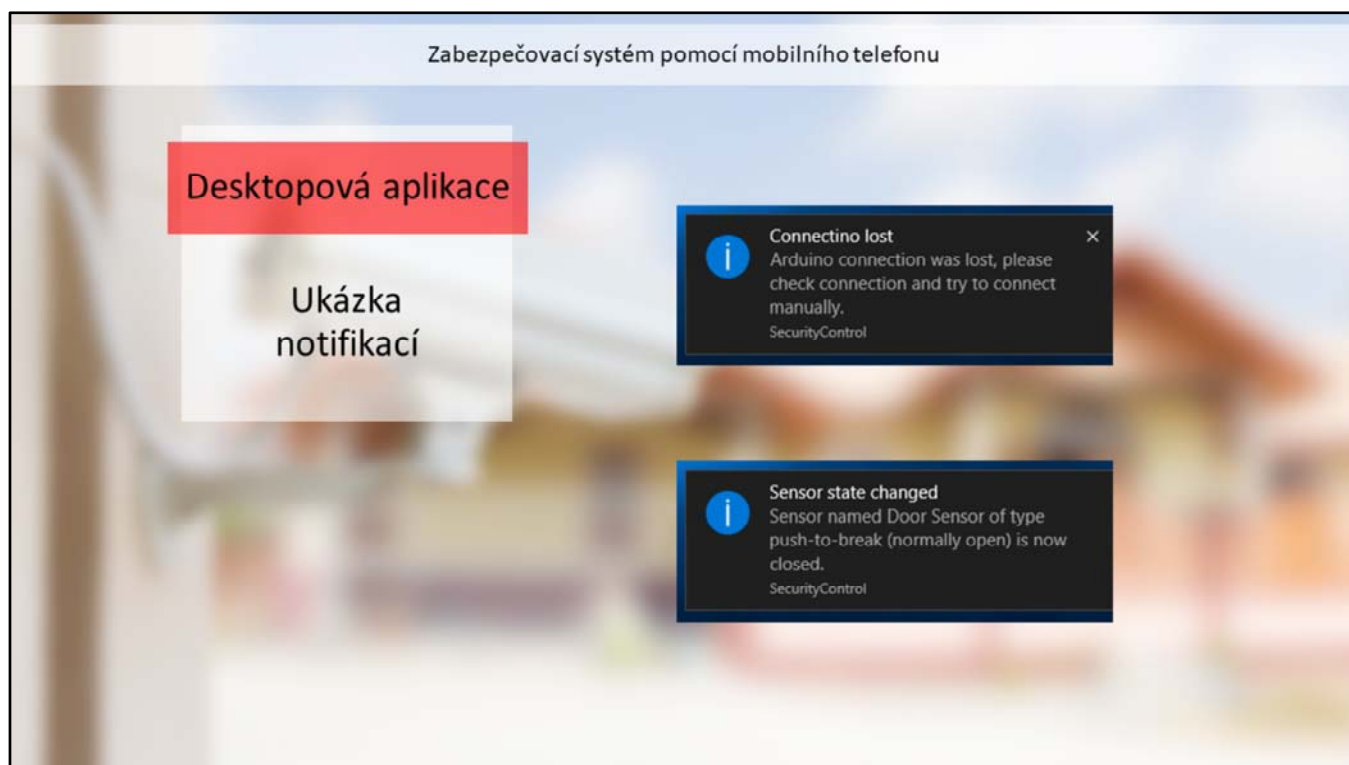 Zabezpečovací systém pomocí mobilního telefonu
Desktopová aplikace
Ukázka
notifikací
Connectino lost
Arduino connection was lost, please
check connection and try to connect
manually.
SecurityControl
Sensor state changed
Sensor named Door Sensor of type
push-to-break (normally open) is now
closed.
SecurityControl